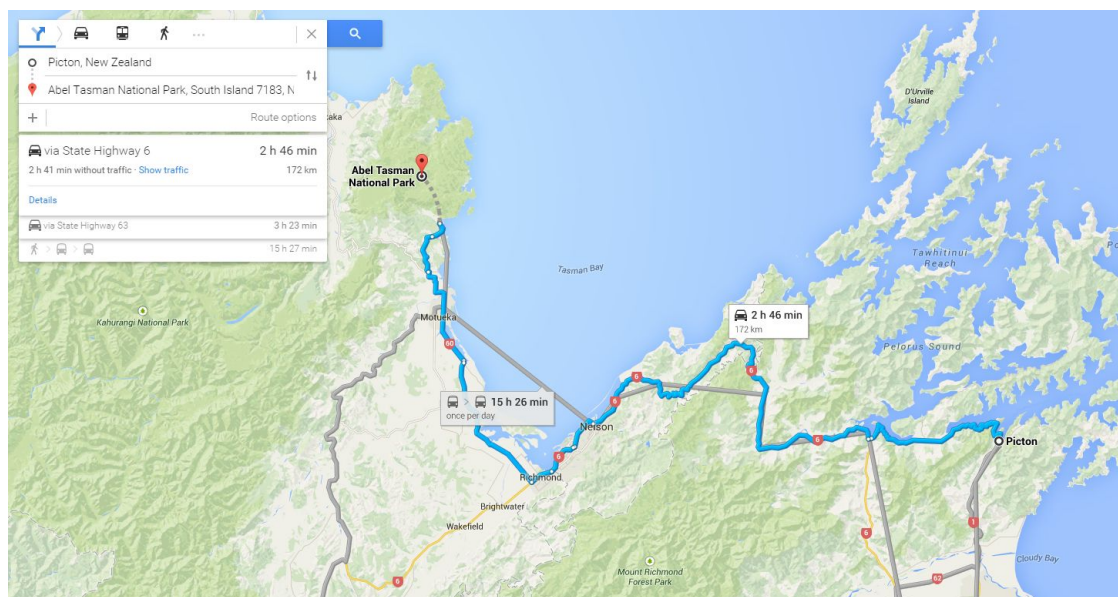 Picton, New Zealand
Abel Tasman National Park, South Island 7183, N
Route options
via State Highway 6 2 h 46 min
2 h 41 min without traffic · Show traffic 172 km
Details
via State Highway 63 3 h 23 min
15 h 27 min
aka
Abel Tasman
National Park
D'Urville
Island
Tasman Bay
Tawhitinui
Reach
Kahurangi National Park
Motueka
60
2 h 46 min
172 km
Pelorus Sound
6
6
6
15 h 26 min
once per day
Nelson
6
Picton
6
Richmond
Brightwater
Wakefield
1
6
Cloudy Bay
Mount Richmond
Forest Park
6
62